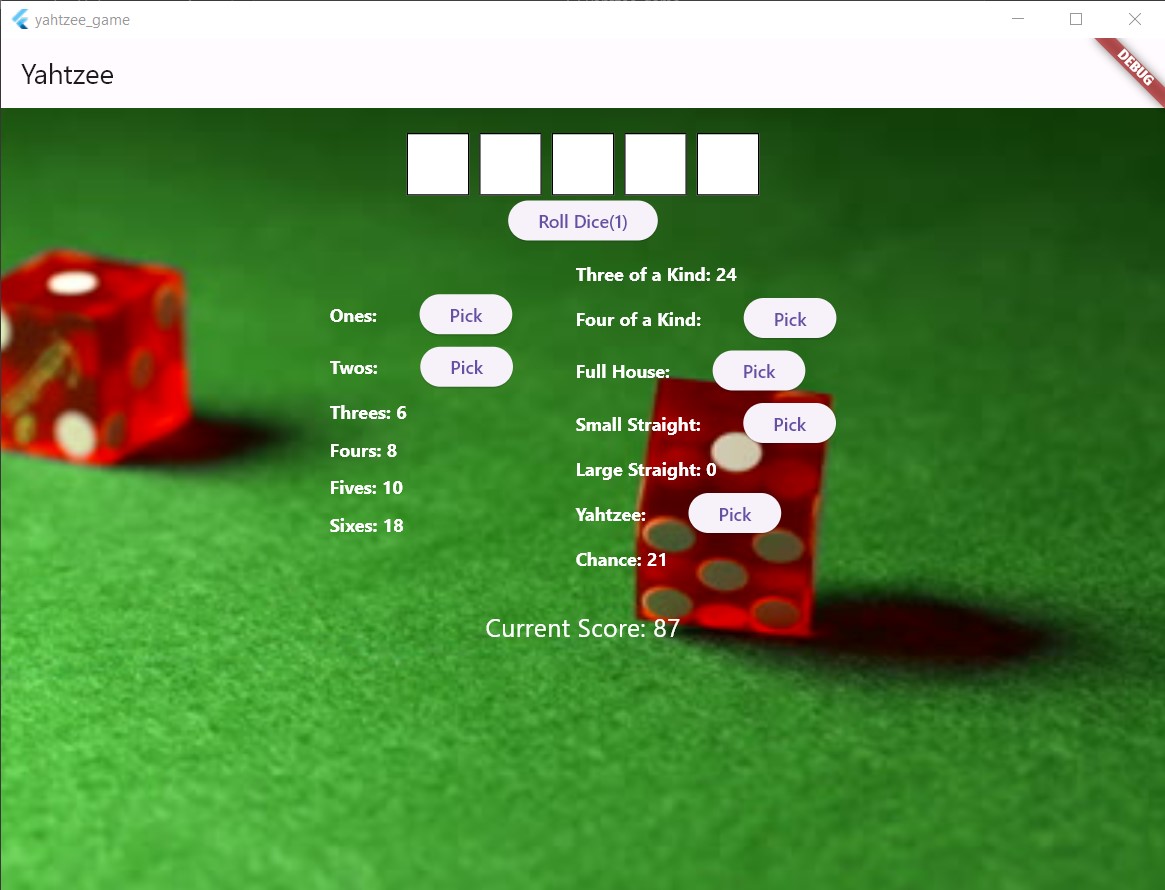 yahtzee_game
Yahtzee
DEBUG
Roll Dice(1)
Ones: Pick
Twos: Pick
Threes: 6
Fours: 8
Fives: 10
Sixes: 18
Three of a Kind: 24
Four of a Kind: Pick
Full House: Pick
Small Straight: Pick
Large Straight: 0
Yahtzee: Pick
Chance: 21
Current Score: 87